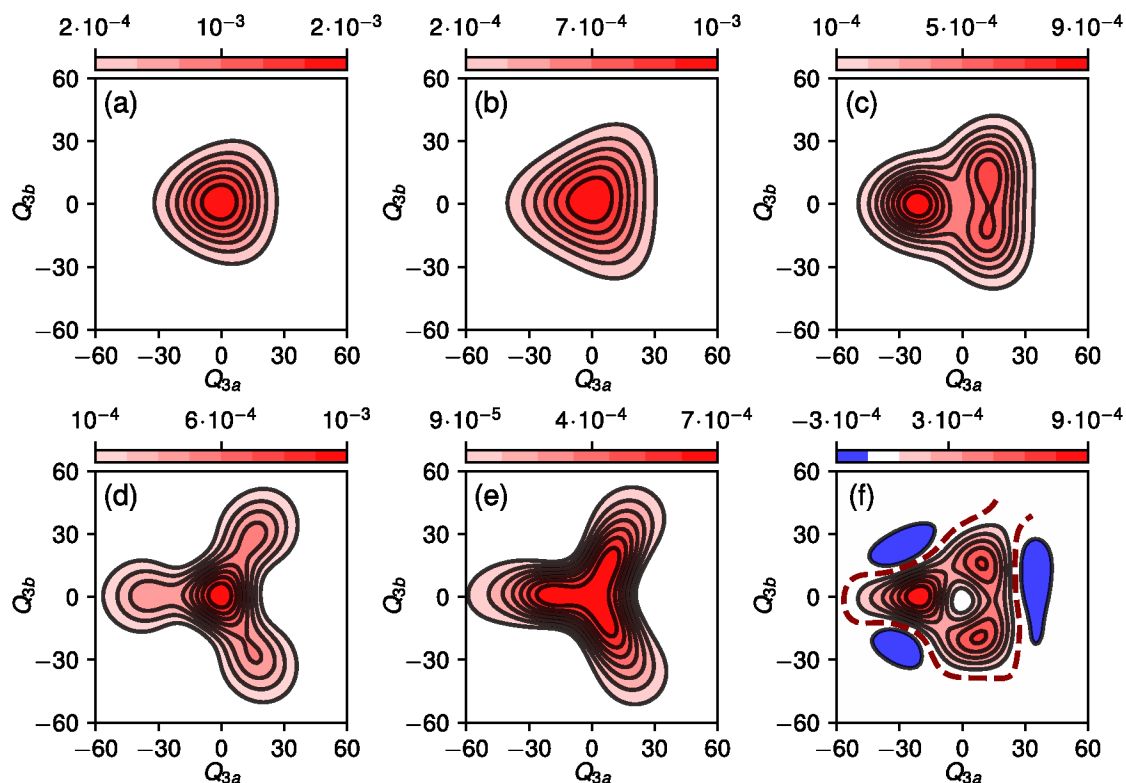 2·10⁻⁴ 10⁻³ 2·10⁻³ 2·10⁻⁴ 7·10⁻⁴ 10⁻³ 10⁻⁴ 5·10⁻⁴ 9·10⁻⁴
60 60 60
(a) (b) (c)
30 30 30
Q3b 0 Q3b 0 Q3b 0
−30 −30 −30
−60 −60 −60
−60 −30 0 30 60 −60 −30 0 30 60 −60 −30 0 30 60
Q3a Q3a Q3a
10⁻⁴ 6·10⁻⁴ 10⁻³ 9·10⁻⁵ 4·10⁻⁴ 7·10⁻⁴ −3·10⁻⁴ 3·10⁻⁴ 9·10⁻⁴
60 60 60
(d) (e) (f)
30 30 30
Q3b 0 Q3b 0 Q3b 0
−30 −30 −30
−60 −60 −60
−60 −30 0 30 60 −60 −30 0 30 60 −60 −30 0 30 60
Q3a Q3a Q3a